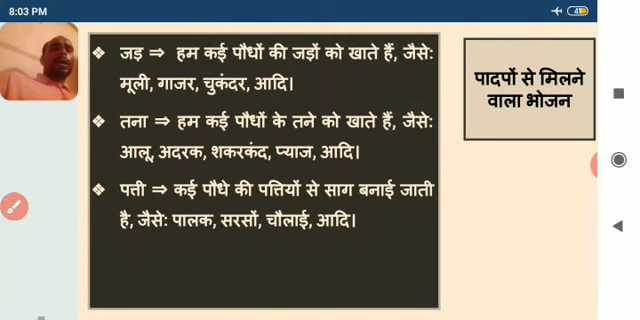 8:03 PM
41
❖ जड़ ⇒ हम कई पौधों की जड़ों को खाते हैं, जैसे:
मूली, गाजर, चुकंदर, आदि।
❖ तना ⇒ हम कई पौधों के तने को खाते हैं, जैसे:
आलू, अदरक, शकरकंद, प्याज, आदि।
❖ पत्ती ⇒ कई पौधे की पत्तियों से साग बनाई जाती
है, जैसे: पालक, सरसों, चौलाई, आदि।
पादपों से मिलने
वाला भोजन